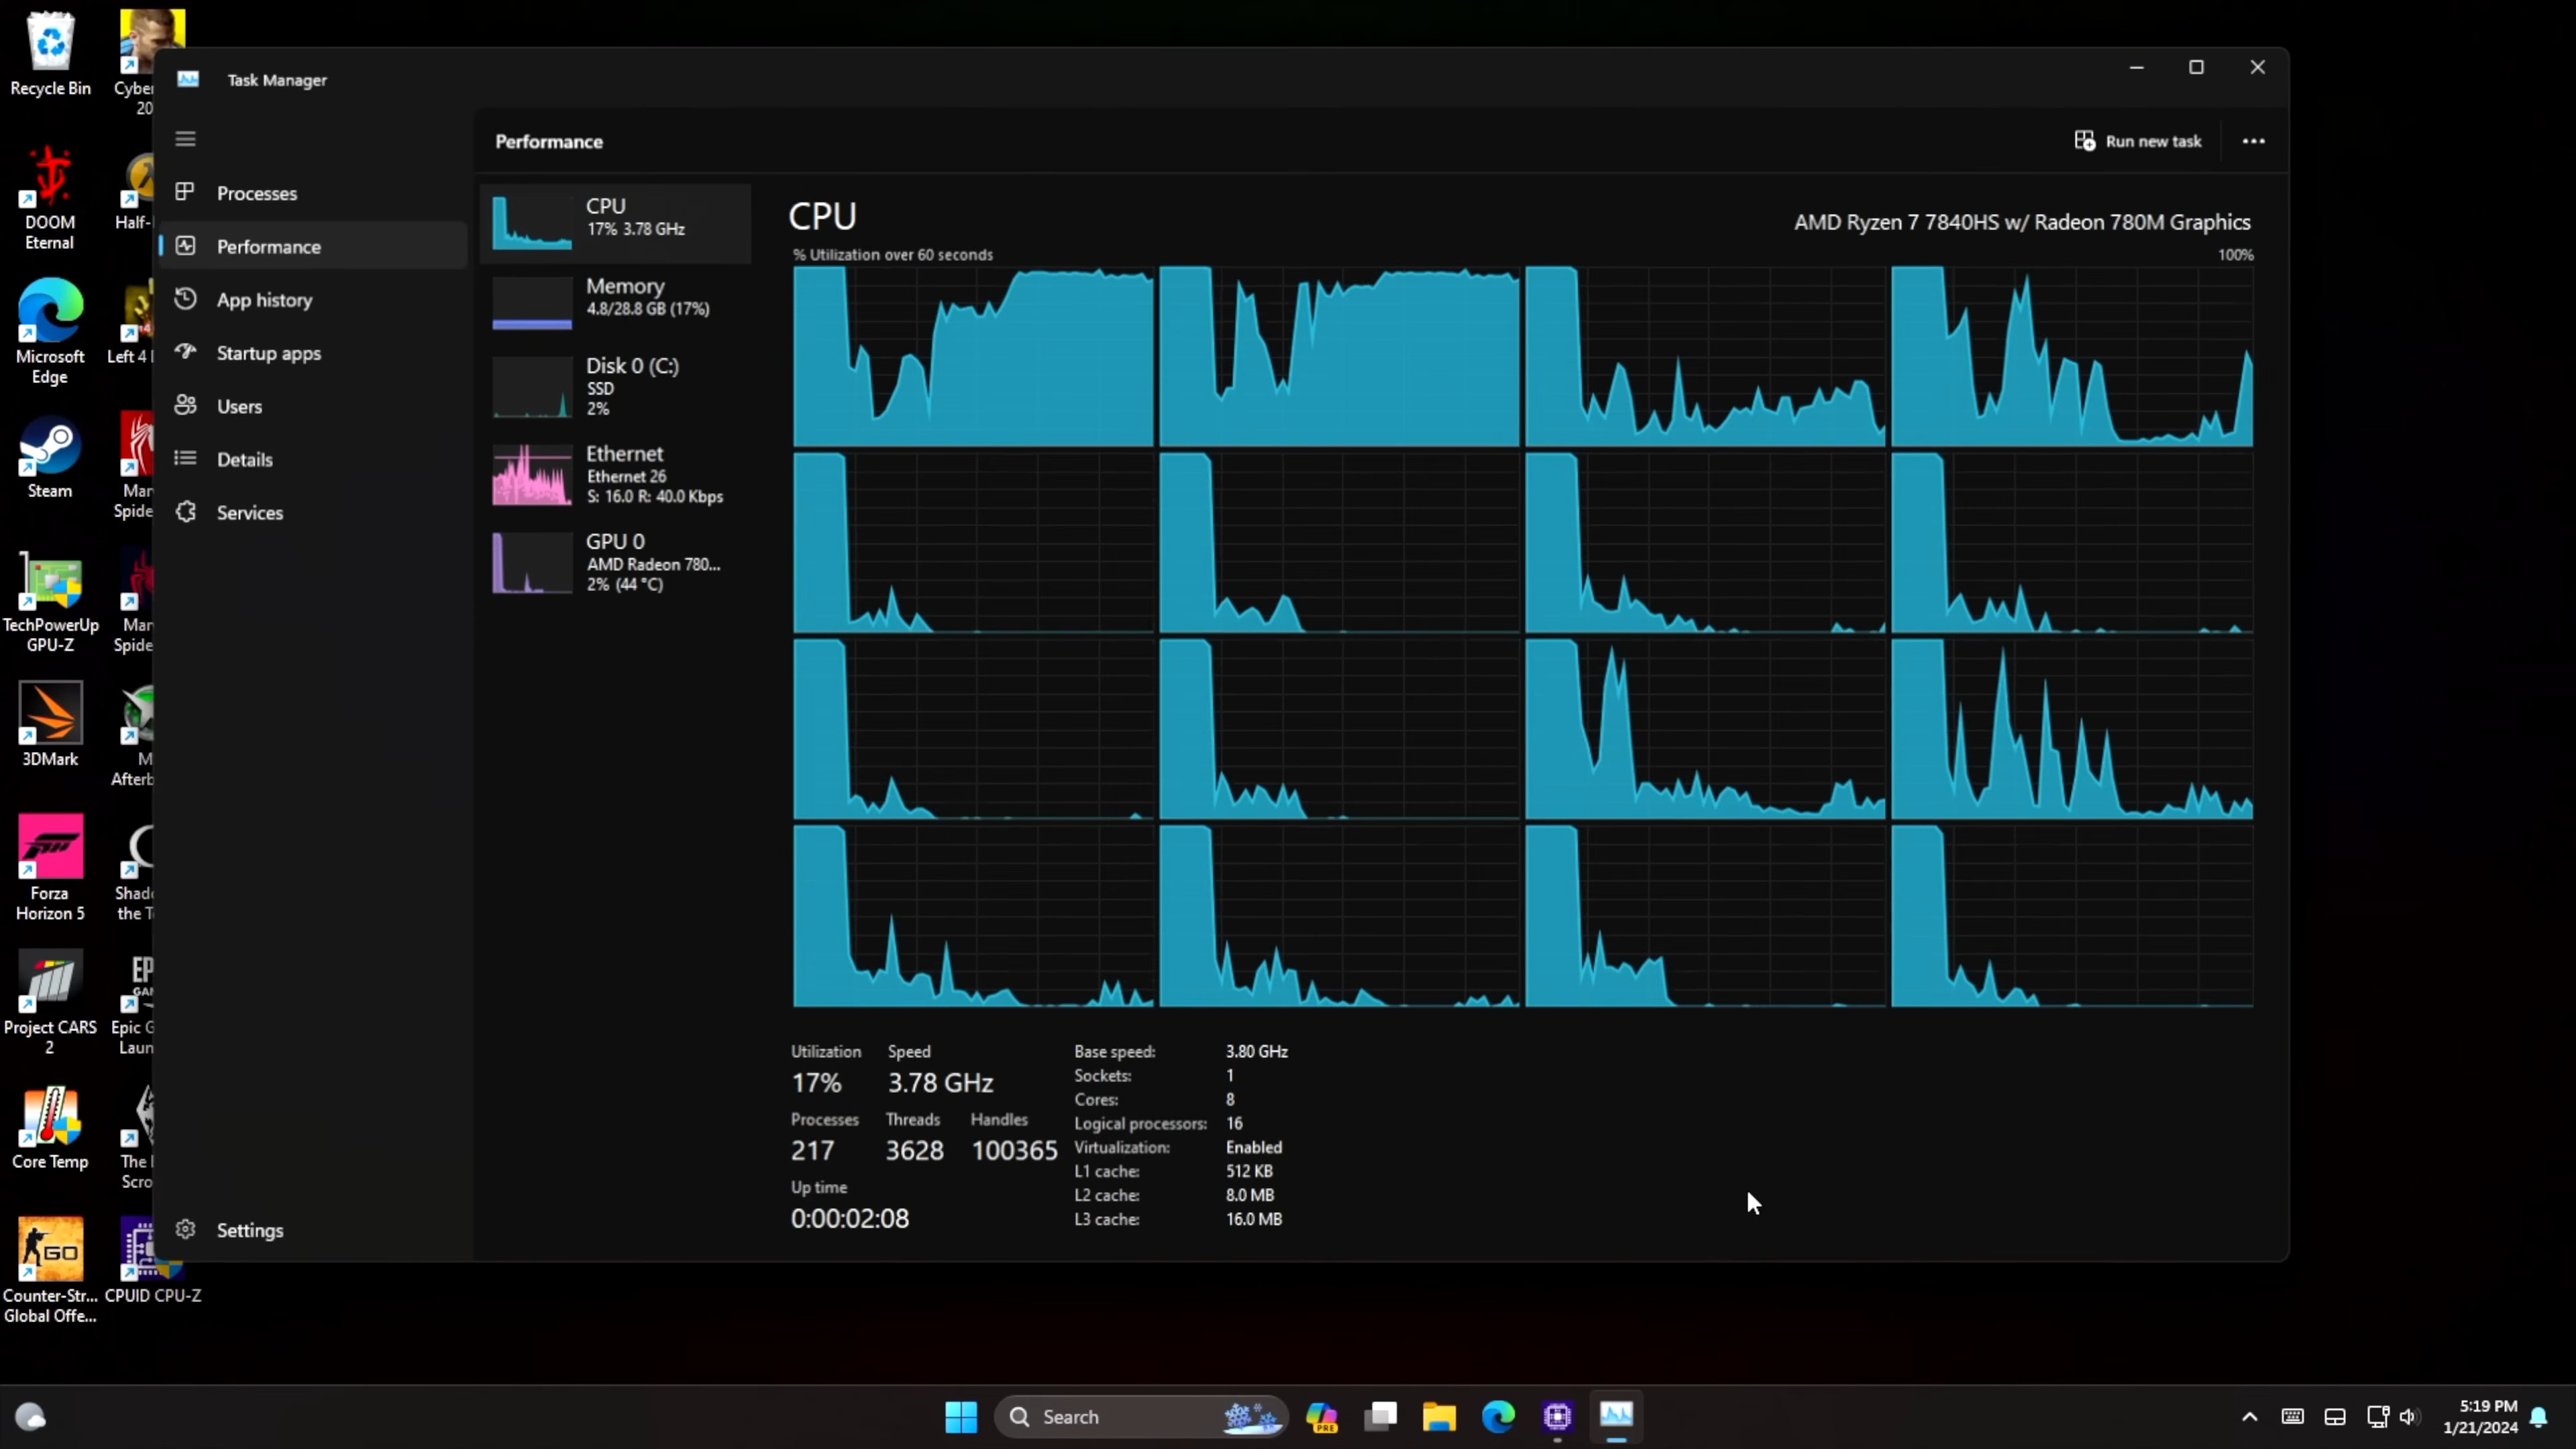 Recycle Bin
Cyber
20
DOOM
Eternal
Half-
Microsoft
Edge
Left 4
Steam
Mar
Spide
TechPowerUp
GPU-Z
Mar
Spide
3DMark
M
Afterb
Forza
Horizon 5
Shad
the T
Project CARS
2
EP
GA
Epic G
Laun
Core Temp
The
Scro
GO
Counter-Str...
Global Offe...
CPUID CPU-Z
Task Manager
Processes
Performance
App history
Startup apps
Users
Details
Services
Settings
Performance
Run new task
CPU
17% 3.78 GHz
Memory
4.8/28.8 GB (17%)
Disk 0 (C:)
SSD
2%
Ethernet
Ethernet 26
S: 16.0 R: 40.0 Kbps
GPU 0
AMD Radeon 780...
2% (44 °C)
CPU
AMD Ryzen 7 7840HS w/ Radeon 780M Graphics
% Utilization over 60 seconds
100%
Utilization
Speed
17%
3.78 GHz
Processes
Threads
Handles
217
3628
100365
Up time
0:00:02:08
Base speed: 3.80 GHz
Sockets: 1
Cores: 8
Logical processors: 16
Virtualization: Enabled
L1 cache: 512 KB
L2 cache: 8.0 MB
L3 cache: 16.0 MB
Search
PRE
5:19 PM
1/21/2024